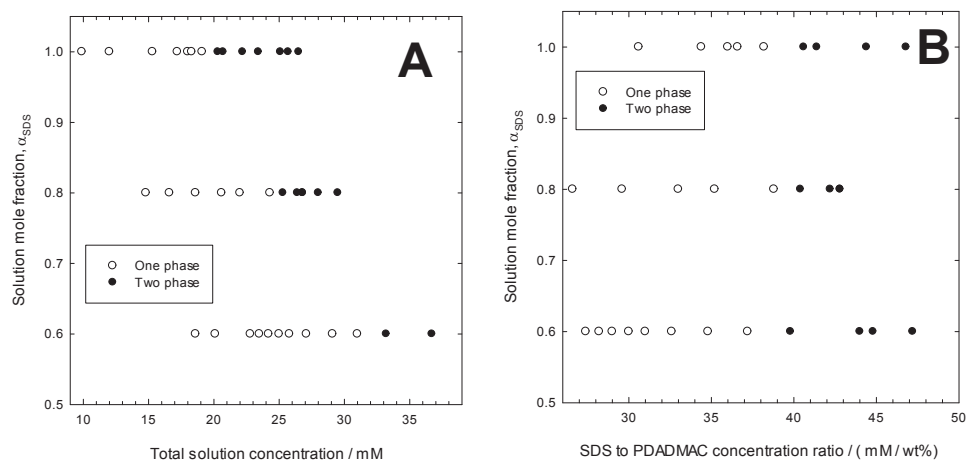 A
1.0
0.9
0.8
0.7
0.6
0.5
Solution mole fraction, αSDS
One phase
Two phase
10 15 20 25 30 35
Total solution concentration / mM
B
1.0
0.9
0.8
0.7
0.6
0.5
Solution mole fraction, αSDS
One phase
Two phase
30 35 40 45 50
SDS to PDADMAC concentration ratio / ( mM / wt%)